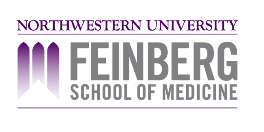 NORTHWESTERN UNIVERSITY
FEINBERG
SCHOOL OF MEDICINE